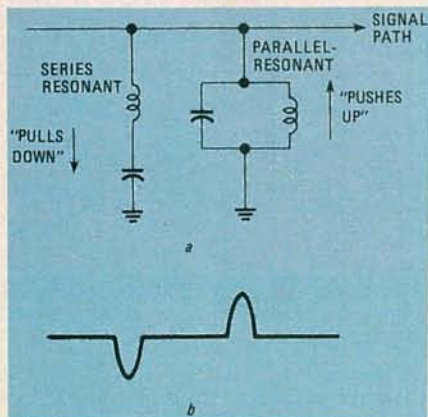 SIGNAL
PATH
PARALLEL-
RESONANT
SERIES
RESONANT
"PUSHES
UP"
"PULLS
DOWN"
a
b